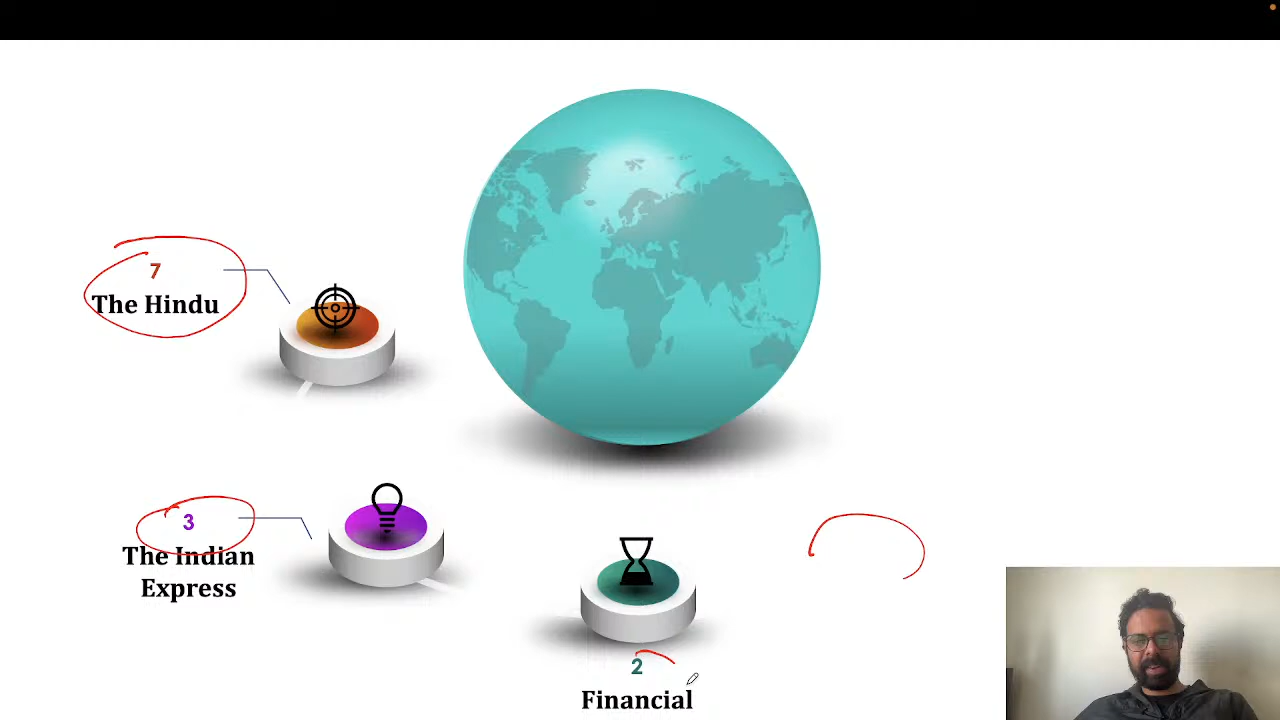 7
The Hindu
3
The Indian
Express
2
Financial